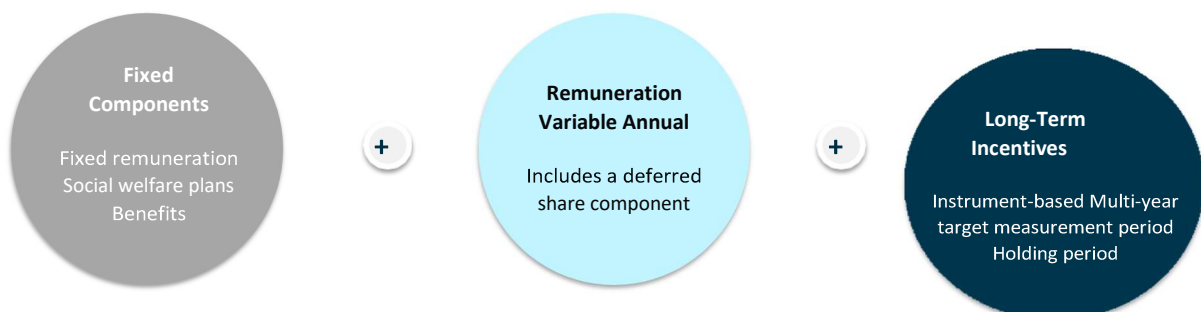 Fixed
Components
Fixed remuneration
Social welfare plans
Benefits
+
Remuneration
Variable Annual
Includes a deferred
share component
+
Long-Term
Incentives
Instrument-based Multi-year
target measurement period
Holding period